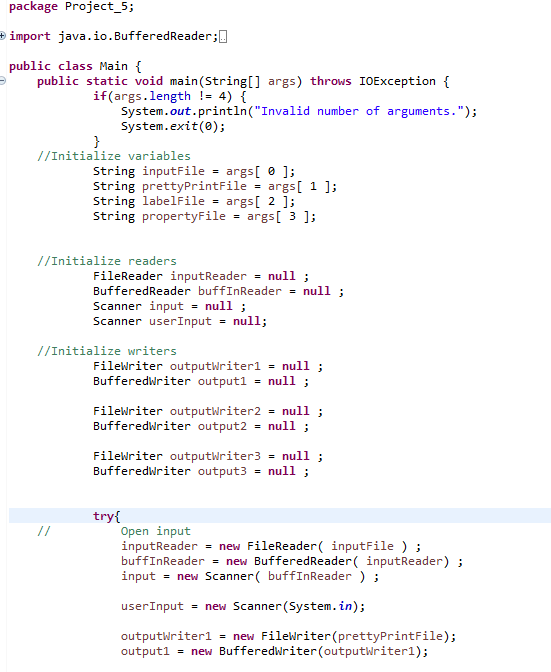 package Project_5;
import java.io.BufferedReader;
public class Main {
public static void main(String[] args) throws IOException {
if(args.length != 4) {
System.out.println("Invalid number of arguments.");
System.exit(0);
}
//Initialize variables
String inputFile = args[ 0 ];
String prettyPrintFile = args[ 1 ];
String labelFile = args[ 2 ];
String propertyFile = args[ 3 ];
//Initialize readers
FileReader inputReader = null ;
BufferedReader buffInReader = null ;
Scanner input = null ;
Scanner userInput = null;
//Initialize writers
FileWriter outputWriter1 = null ;
BufferedWriter output1 = null ;
FileWriter outputWriter2 = null ;
BufferedWriter output2 = null ;
FileWriter outputWriter3 = null ;
BufferedWriter output3 = null ;
try{
// Open input
inputReader = new FileReader( inputFile ) ;
buffInReader = new BufferedReader( inputReader) ;
input = new Scanner( buffInReader ) ;
userInput = new Scanner(System.in);
outputWriter1 = new FileWriter(prettyPrintFile);
output1 = new BufferedWriter(outputWriter1);